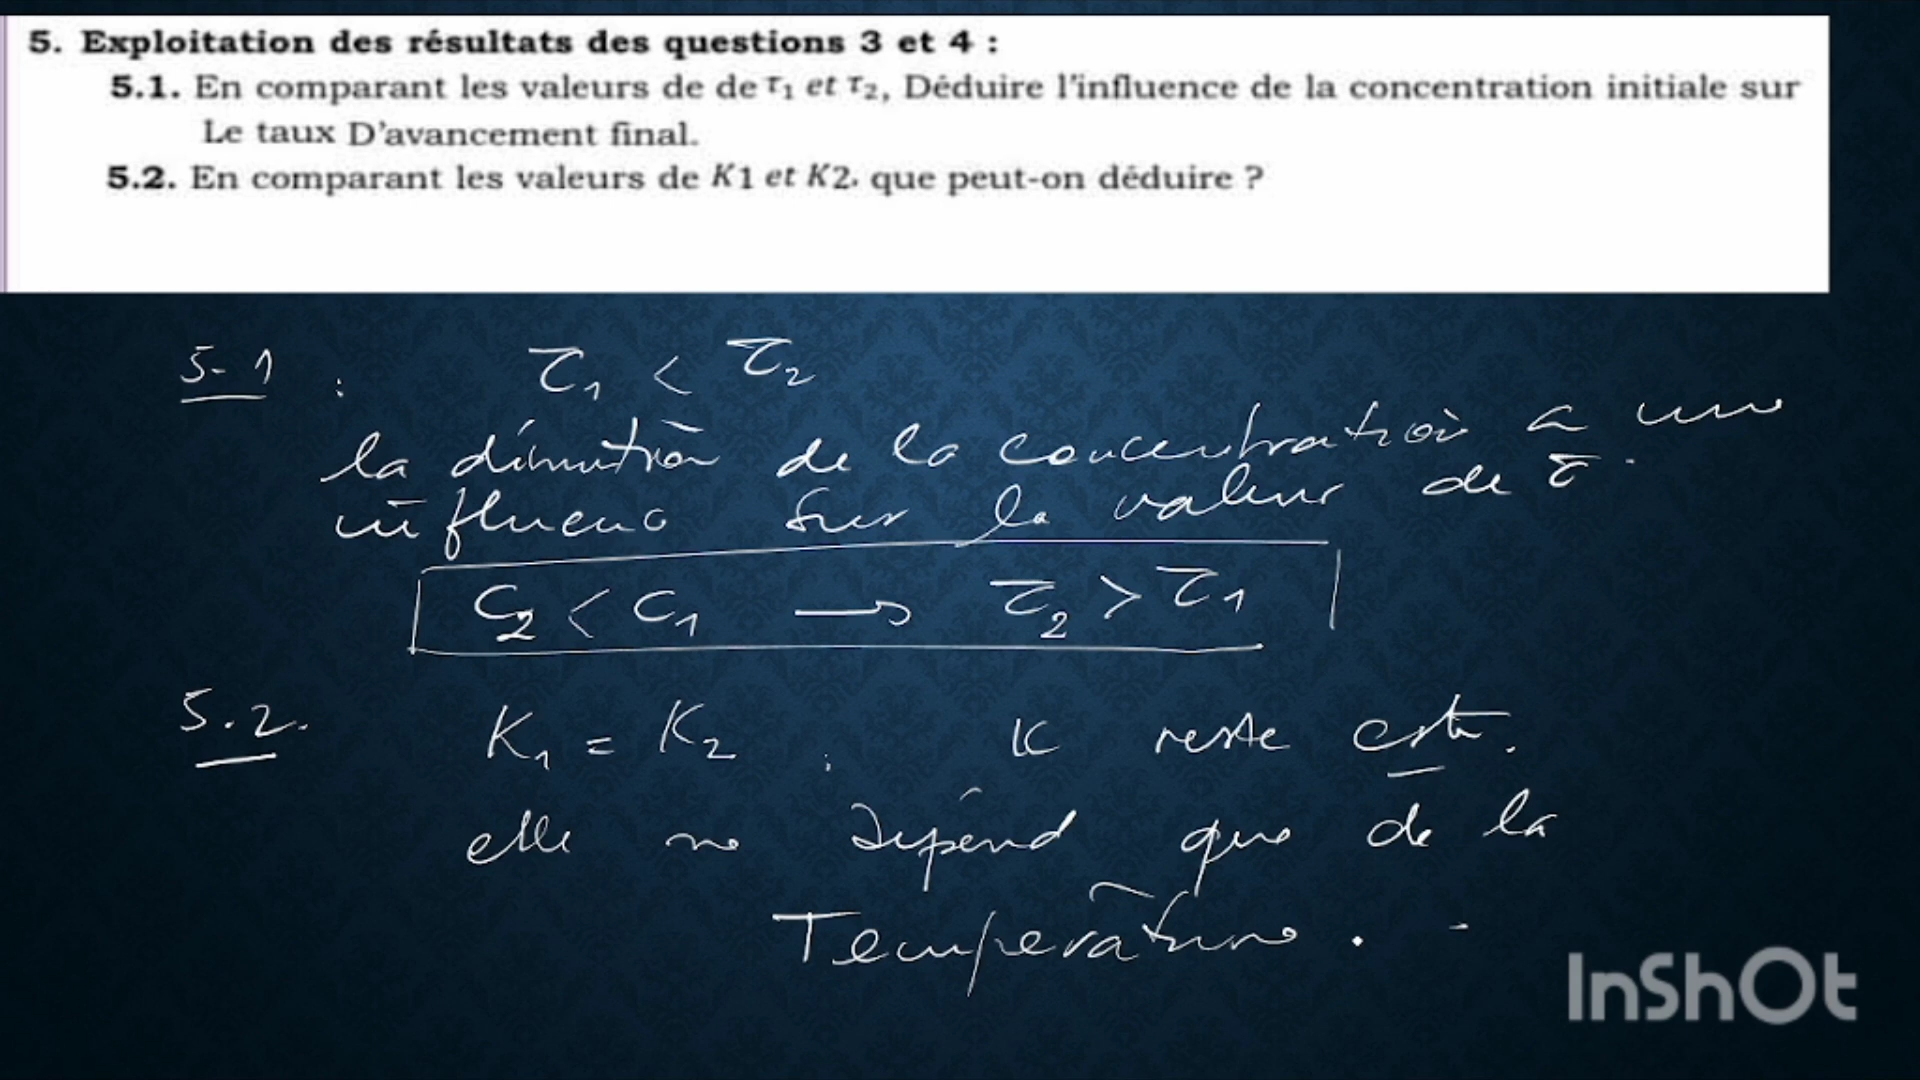 5. Exploitation des résultats des questions 3 et 4 :
5.1. En comparant les valeurs de de τ₁ et τ₂, Déduire l'influence de la concentration initiale sur
Le taux D'avancement final.
5.2. En comparant les valeurs de K1 et K2. que peut-on déduire ?
5-1 : τ₁ < τ₂
la dimution de la concentration a une
influenc sur la valeur de τ.
C₂ < C₁ → τ₂ > τ₁
5.2. K₁ = K₂ ; K reste cste.
elle ne dépend que de la
Température.
InShOt